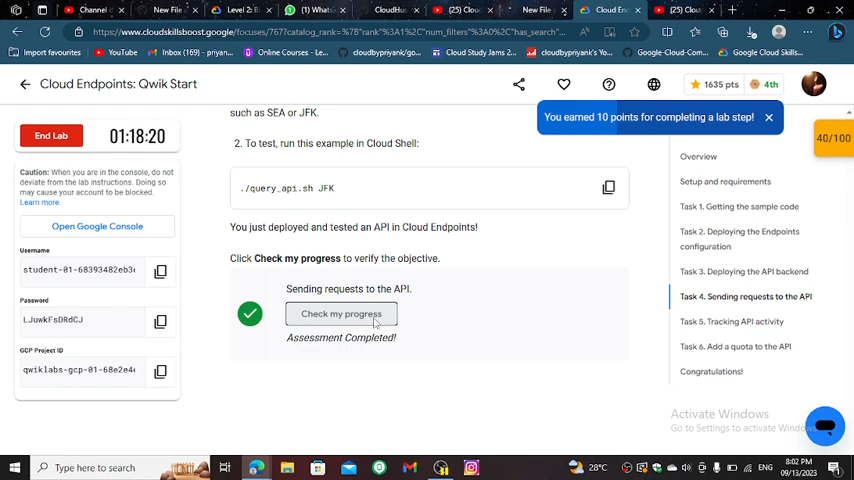 Channel d
New File
Level 2: B
(1) Whats
CloudHu
(25) Clou
New File
Cloud En
(25) Clou
https://www.cloudskillsboost.google/focuses/767?catalog_rank=%7B"rank"%3A1%2C"num_filters"%3A0%2C"has_search"...
Import favourites
YouTube
Inbox (169) - priyan...
Online Courses - Le...
cloudbypriyank/go...
Cloud Study Jams 2...
cloudbypriyank's Yo...
Google-Cloud-Com...
Google Cloud Skills...
Cloud Endpoints: Qwik Start
1635 pts
4th
such as SEA or JFK.
You earned 10 points for completing a lab step!
End Lab
01:18:20
40/100
2. To test, run this example in Cloud Shell:
Caution: When you are in the console, do not
deviate from the lab instructions. Doing so
may cause your account to be blocked.
Learn more.
Open Google Console
Username
student-01-68393482eb3
Password
LJuwkFsDRdCJ
GCP Project ID
qwiklabs-gcp-01-68e2e4
./query_api.sh JFK
You just deployed and tested an API in Cloud Endpoints!
Click Check my progress to verify the objective.
Sending requests to the API.
Check my progress
Assessment Completed!
Overview
Setup and requirements
Task 1. Getting the sample code
Task 2. Deploying the Endpoints
configuration
Task 3. Deploying the API backend
Task 4. Sending requests to the API
Task 5. Tracking API activity
Task 6. Add a quota to the API
Congratulations!
Activate Windows
Go to Settings to activate Windo
Type here to search
28°C
ENG
8:02 PM
09/13/2023